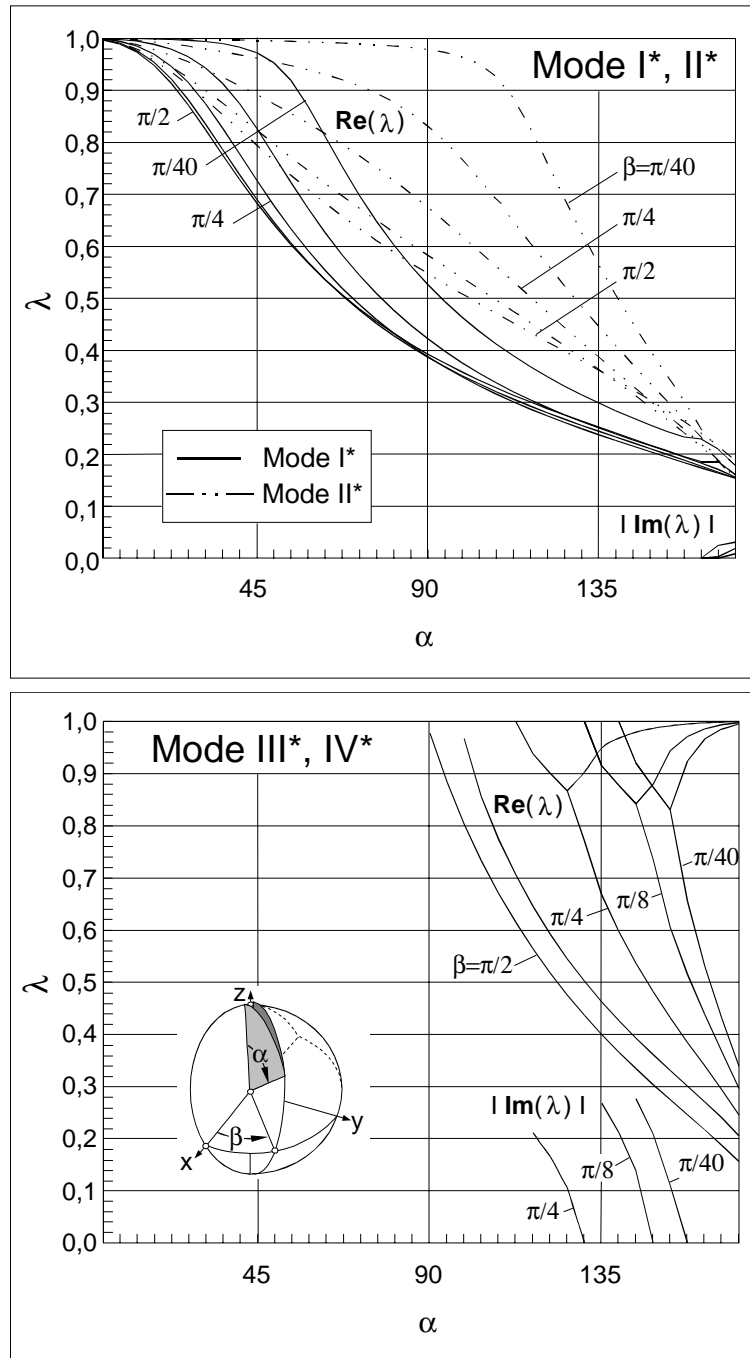 Mode I*, II*
1,0
0,9
0,8
0,7
0,6
0,5
0,4
0,3
0,2
0,1
0,0
λ
π/2
π/40
π/4
Re(λ)
β=π/40
π/4
π/2
Mode I*
Mode II*
| Im(λ) |
45
90
135
α
Mode III*, IV*
1,0
0,9
0,8
0,7
0,6
0,5
0,4
0,3
0,2
0,1
0,0
λ
Re(λ)
π/40
π/8
π/4
β=π/2
z
α
β
x
y
| Im(λ) |
π/40
π/8
π/4
45
90
135
α